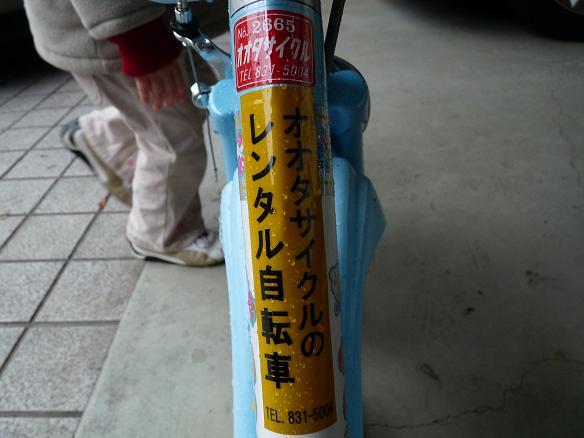 No. 2665
オオタサイクル
TEL 831-5004
オオタサイクルの
レンタル自転車
TEL. 831-5004